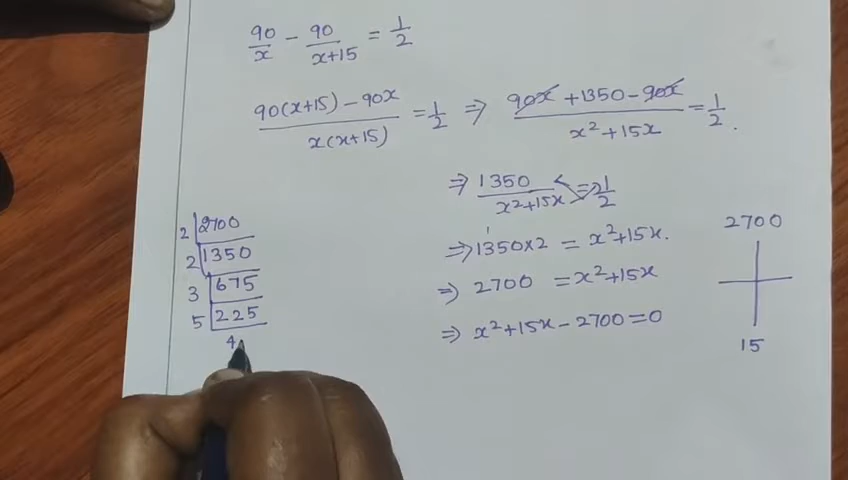 90/x - 90/x+15 = 1/2
90(x+15) - 90x / x(x+15) = 1/2 ⇒ 90x + 1350 - 90x / x²+15x = 1/2.
⇒ 1350 / x²+15x = 1/2
⇒ 1350×2 = x²+15x.
⇒ 2700 = x²+15x
⇒ x²+15x - 2700 = 0
2 | 2700
2 | 1350
3 | 675
5 | 225
4
2700
15